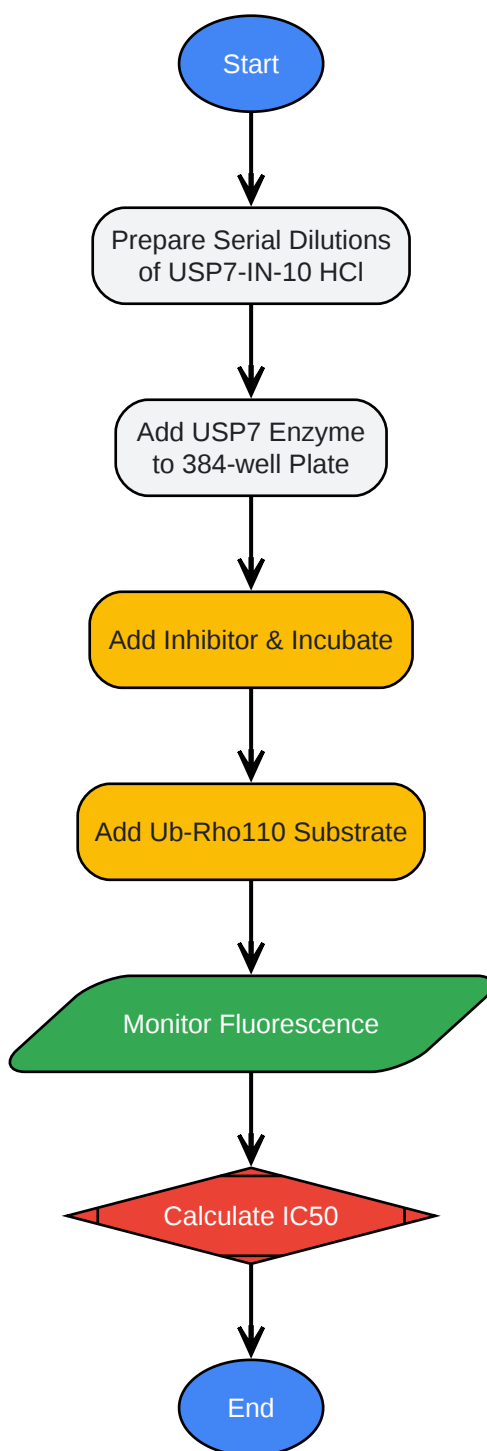 Start
Prepare Serial Dilutions
of USP7-IN-10 HCl
Add USP7 Enzyme
to 384-well Plate
Add Inhibitor & Incubate
Add Ub-Rho110 Substrate
Monitor Fluorescence
Calculate IC50
End